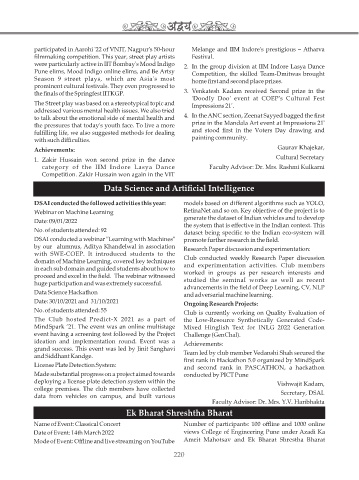 अद्वय
participated in Aarohi '22 of VNIT, Nagpur's 50-hour
filmmaking competition. This year, street play artists
were particularly active in IIT Bombay's Mood Indigo
Pune elims, Mood Indigo online elims, and Be Artsy
Season 9 street plays, which are Asia's most
prominent cultural festivals. They even progressed to
the finals of the Springfest IITKGP.
The Street play was based on a stereotypical topic and
addressed various mental health issues. We also tried
to talk about the emotional side of mental health and
the pressures that today's youth face. To live a more
fulfilling life, we also suggested methods for dealing
with such difficulties.
Achievements:
1. Zakir Hussain won second prize in the dance
category of the IIM Indore Lasya Dance
Competition. Zakir Hussain won again in the VIT
Melange and IIM Indore's prestigious – Atharva
Festival.
2. In the group division at IIM Indore Lasya Dance
Competition, the skilled Team-Dmitvas brought
home first and second place prizes.
3. Venkatesh Kadam received Second prize in the
'Doodly Doo' event at COEP's Cultural Fest
Impressions 21'.
4. In the ANC section, Zeenat Sayyed bagged the first
prize in the Mandala Art event at Impressions 21'
and stood first in the Voters Day drawing and
painting community.
Gaurav Khajekar,
Cultural Secretary
Faculty Advisor: Dr. Mrs. Rashmi Kulkarni
Data Science and Artificial Intelligence
DSAI conducted the followed activities this year:
Webinar on Machine Learning
Date: 09/01/2022
No. of students attended: 92
DSAI conducted a webinar "Learning with Machines"
by our alumnus. Aditya Khandelwal in association
with SWE-COEP. It introduced students to the
domain of Machine Learning, covered key techniques
in each sub domain and guided students about how to
proceed and excel in the field. The webinar witnessed
huge participation and was extremely successful.
Data Science Hackathon
Date: 30/10/2021 and 31/10/2021
No. of students attended: 55
The Club hosted Predict-X 2021 as a part of
MindSpark '21. The event was an online multistage
event having a screening test followed by the Project
ideation and implementation round. Event was a
grand success. This event was led by Jinit Sanghavi
and Siddhant Kandge.
License Plate Detection System:
Made substantial progress on a project aimed towards
deploying a license plate detection system within the
college premises. The club members have collected
data from vehicles on campus, and built various
models based on different algorithms such as YOLO,
RetinaNet and so on. Key objective of the project is to
generate the dataset of Indian vehicles and to develop
the system that is effective in the Indian context. This
dataset being specific to the Indian eco-system will
promote further research in the field.
Research Paper discussion and experimentation:
Club conducted weekly Research Paper discussion
and experimentation activities. Club members
worked in groups as per research interests and
studied the seminal works as well as recent
advancements in the field of Deep Learning, CV, NLP
and adversarial machine learning.
Ongoing Research Projects:
Club is currently working on Quality Evaluation of
the Low-Resource Synthetically Generated Code-
Mixed Hinglish Text for INLG 2022 Generation
Challenge (GenChal).
Achievements:
Team led by club member Vedanshi Shah secured the
first rank in Hackathon 5.0 organized by MindSpark
and second rank in PASCATHON, a hackathon
conducted by PICT Pune
Vishwajit Kadam,
Secretary, DSAI.
Faculty Advisor: Dr. Mrs. Y.V. Haribhakta
Ek Bharat Shreshtha Bharat
Name of Event: Classical Concert
Date of Event: 14th March 2022
Mode of Event: Offline and live streaming on YouTube
Number of participants: 100 offline and 1000 online
views College of Engineering Pune under Azadi Ka
Amrit Mahotsav and Ek Bharat Shrestha Bharat
220